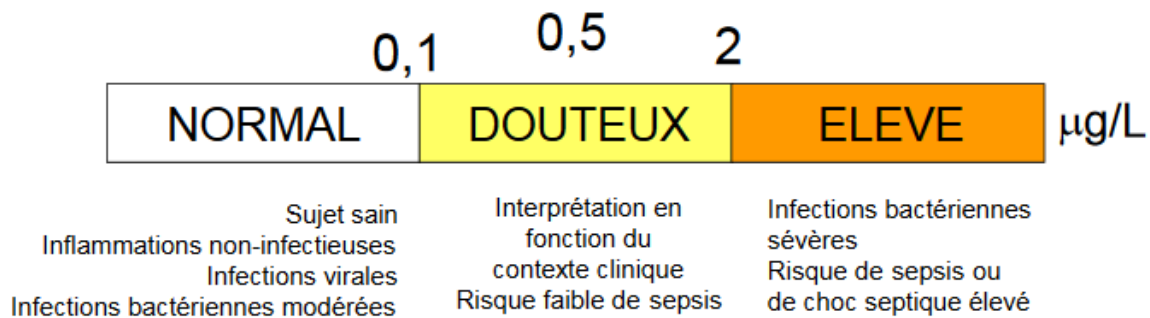 0,1 0,5 2
NORMAL DOUTEUX ELEVE µg/L
Sujet sain
Inflammations non-infectieuses
Infections virales
Infections bactériennes modérées
Interprétation en
fonction du
contexte clinique
Risque faible de sepsis
Infections bactériennes
sévères
Risque de sepsis ou
de choc septique élevé